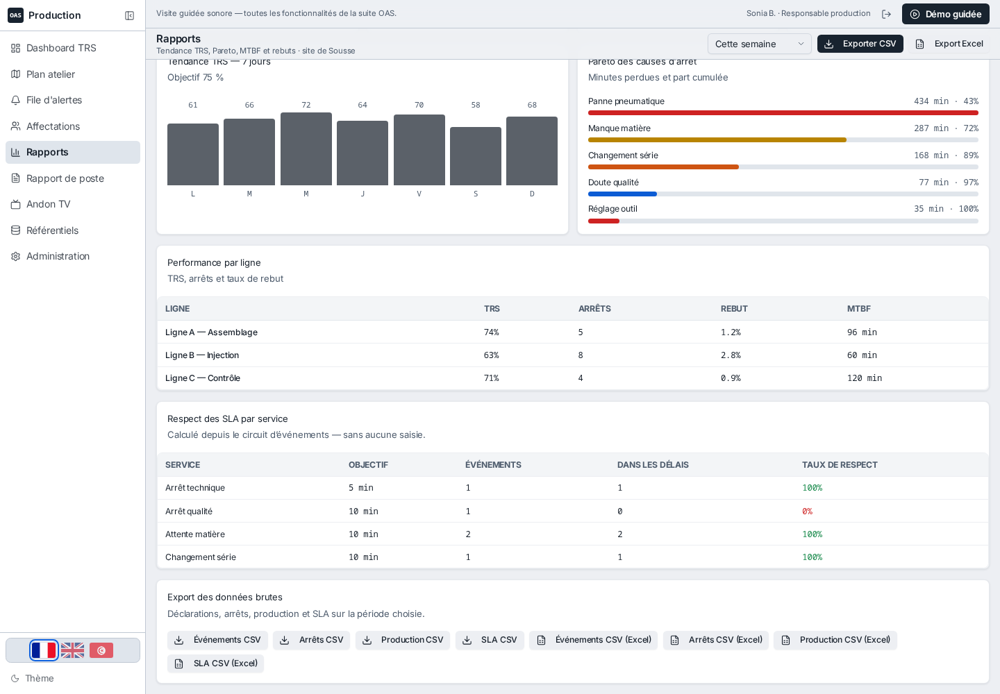 OAS Production
Visite guidée sonore — toutes les fonctionnalités de la suite OAS.
Sonia B. · Responsable production
Démo guidée
Dashboard TRS
Plan atelier
File d'alertes
Affectations
Rapports
Rapport de poste
Andon TV
Référentiels
Administration
Thème
Rapports
Tendance TRS, Pareto, MTBF et rebuts · site de Sousse
Cette semaine
Exporter CSV
Export Excel
Tendance TRS — 7 jours
Objectif 75 %
61 66 72 64 70 58 68
L M M J V S D
Pareto des causes d'arrêt
Minutes perdues et part cumulée
Panne pneumatique 434 min · 43%
Manque matière 287 min · 72%
Changement série 168 min · 89%
Doute qualité 77 min · 97%
Réglage outil 35 min · 100%
Performance par ligne
TRS, arrêts et taux de rebut
LIGNE TRS ARRÊTS REBUT MTBF
Ligne A — Assemblage 74% 5 1.2% 96 min
Ligne B — Injection 63% 8 2.8% 60 min
Ligne C — Contrôle 71% 4 0.9% 120 min
Respect des SLA par service
Calculé depuis le circuit d'événements — sans aucune saisie.
SERVICE OBJECTIF ÉVÉNEMENTS DANS LES DÉLAIS TAUX DE RESPECT
Arrêt technique 5 min 1 1 100%
Arrêt qualité 10 min 1 0 0%
Attente matière 10 min 2 2 100%
Changement série 10 min 1 1 100%
Export des données brutes
Déclarations, arrêts, production et SLA sur la période choisie.
Événements CSV Arrêts CSV Production CSV SLA CSV Événements CSV (Excel) Arrêts CSV (Excel) Production CSV (Excel)
SLA CSV (Excel)